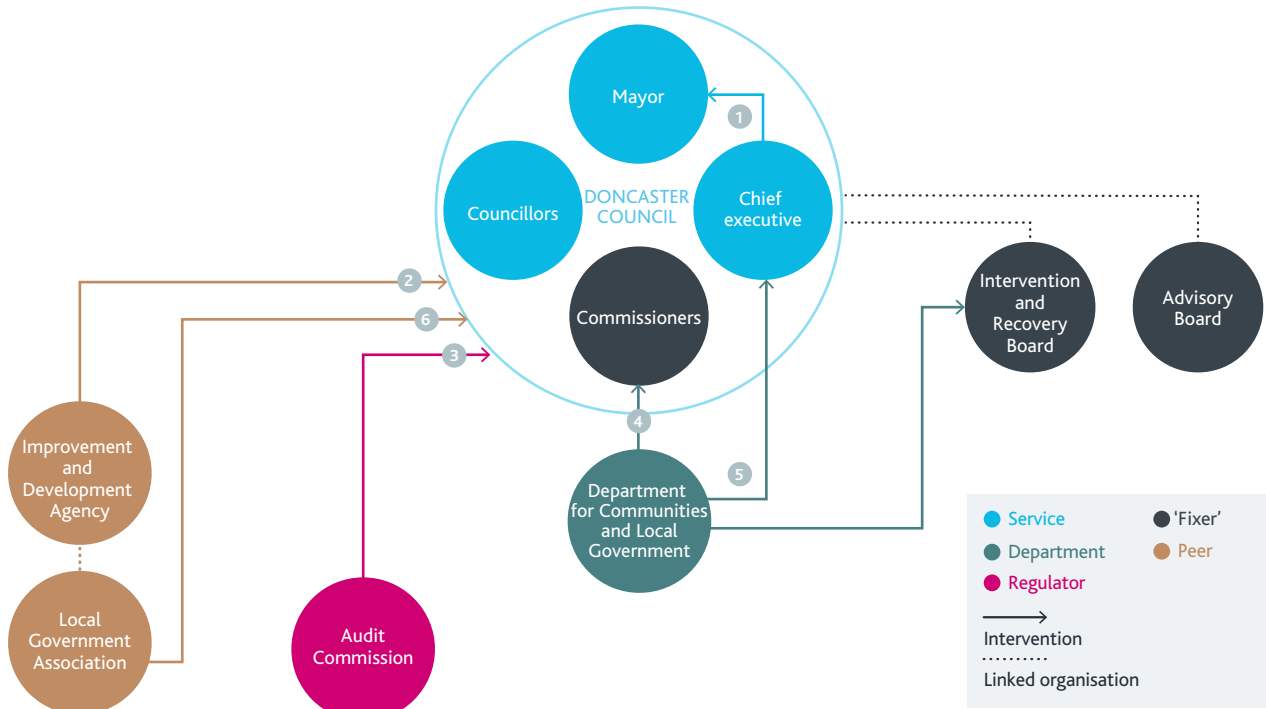 Mayor
1
Councillors
DONCASTER
COUNCIL
Chief
executive
Commissioners
2
6
3
4
5
Intervention
and
Recovery
Board
Advisory
Board
Improvement
and
Development
Agency
Local
Government
Association
Audit
Commission
Department
for Communities
and Local
Government
Service
'Fixer'
Department
Peer
Regulator
Intervention
Linked organisation